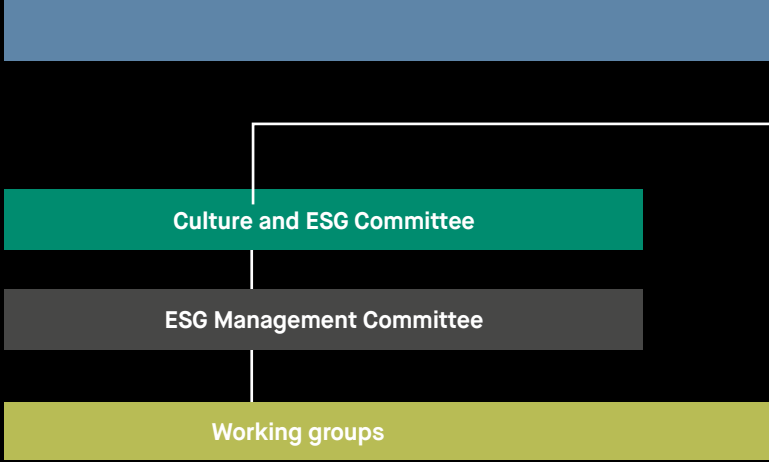 Culture and ESG Committee
ESG Management Committee
Working groups